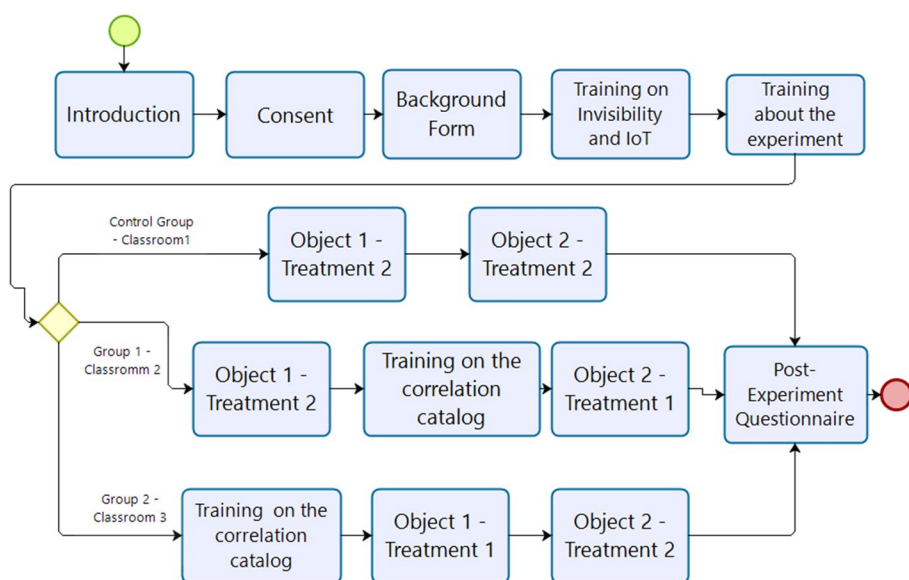 Introduction
Consent
Background
Form
Training on
Invisibility
and IoT
Training
about the
experiment
Control Group
- Classroom1
Object 1 -
Treatment 2
Object 2 -
Treatment 2
Group 1 -
Classromm 2
Object 1 -
Treatment 2
Training on the
correlation
catalog
Object 2 -
Treatment 1
Post-
Experiment
Questionnaire
Group 2 -
Classroom 3
Training on the
correlation
catalog
Object 1 -
Treatment 1
Object 2 -
Treatment 2